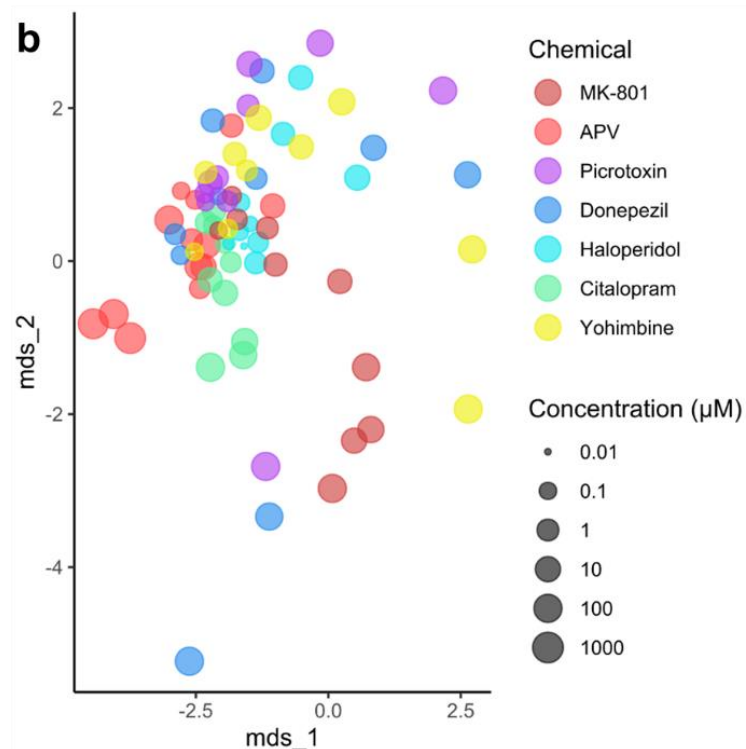 b
Chemical
MK-801
APV
Picrotoxin
Donepezil
Haloperidol
Citalopram
Yohimbine
Concentration (µM)
0.01
0.1
1
10
100
1000
mds_2
2
0
-2
-4
-2.5 0.0 2.5
mds_1